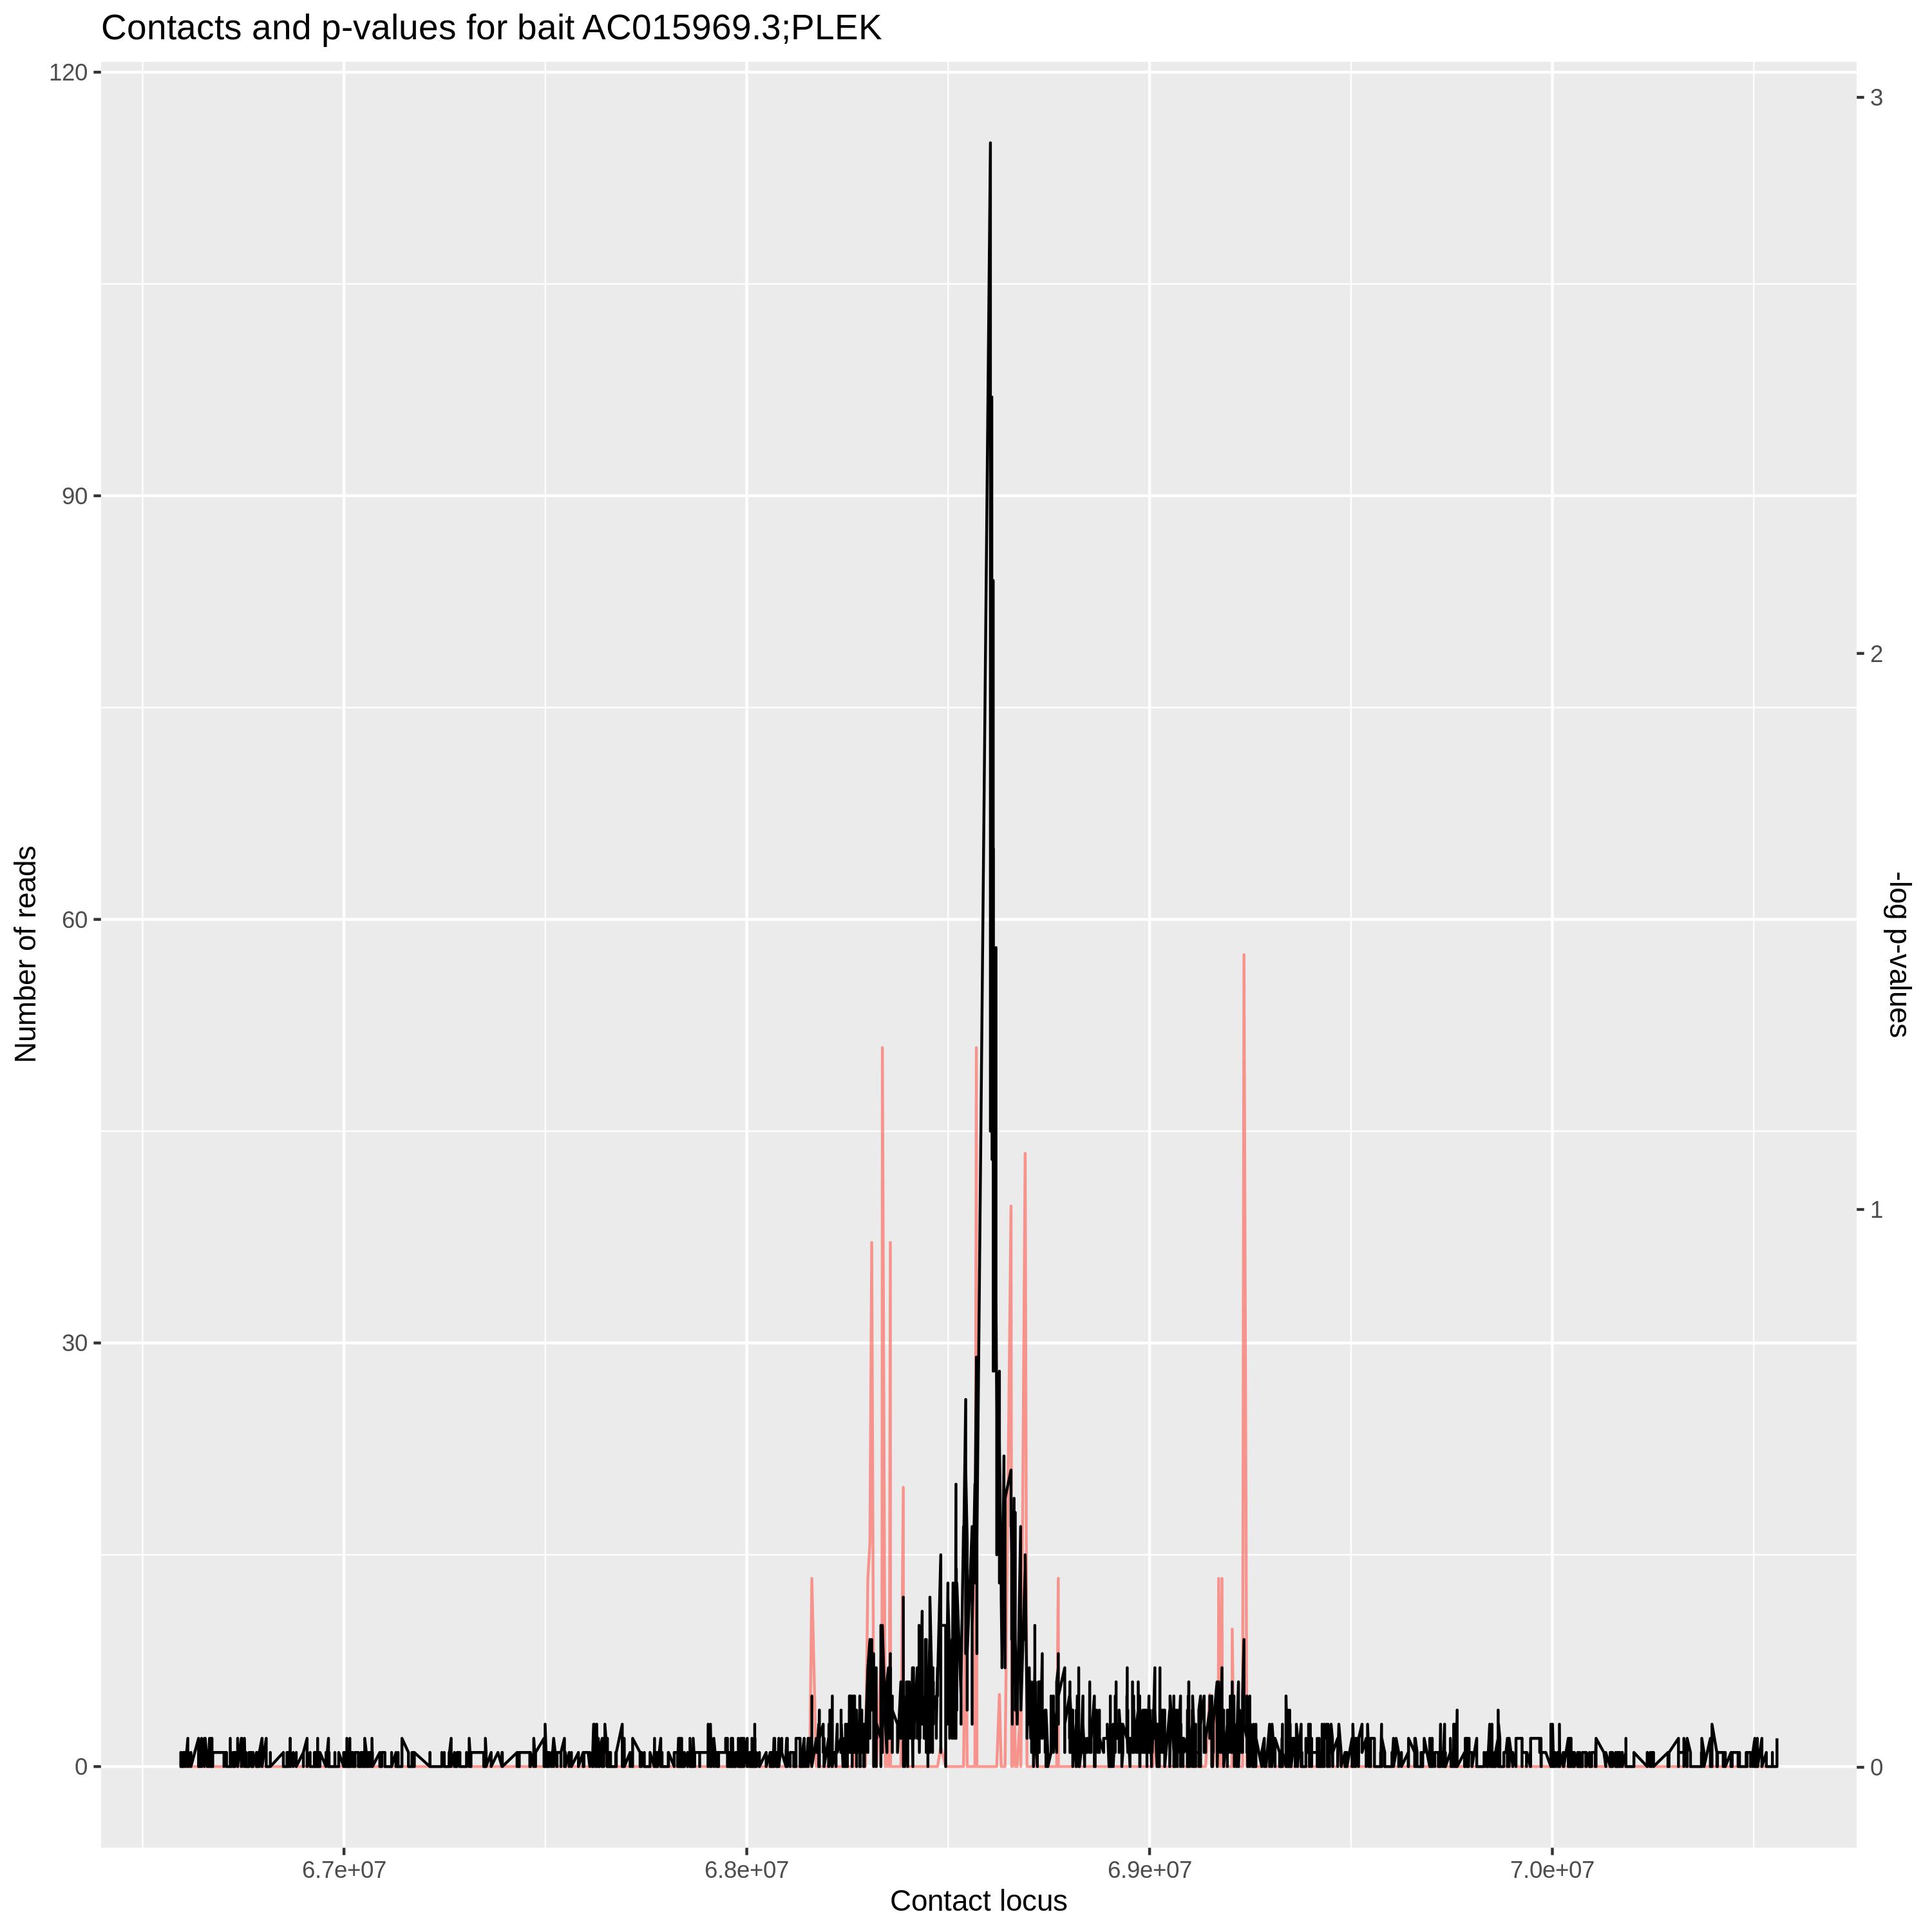 Contacts and p-values for bait AC015969.3;PLEK
120
90
60
30
0
Number of reads
3
2
1
0
-log p-values
6.7e+07
6.8e+07
6.9e+07
7.0e+07
Contact locus